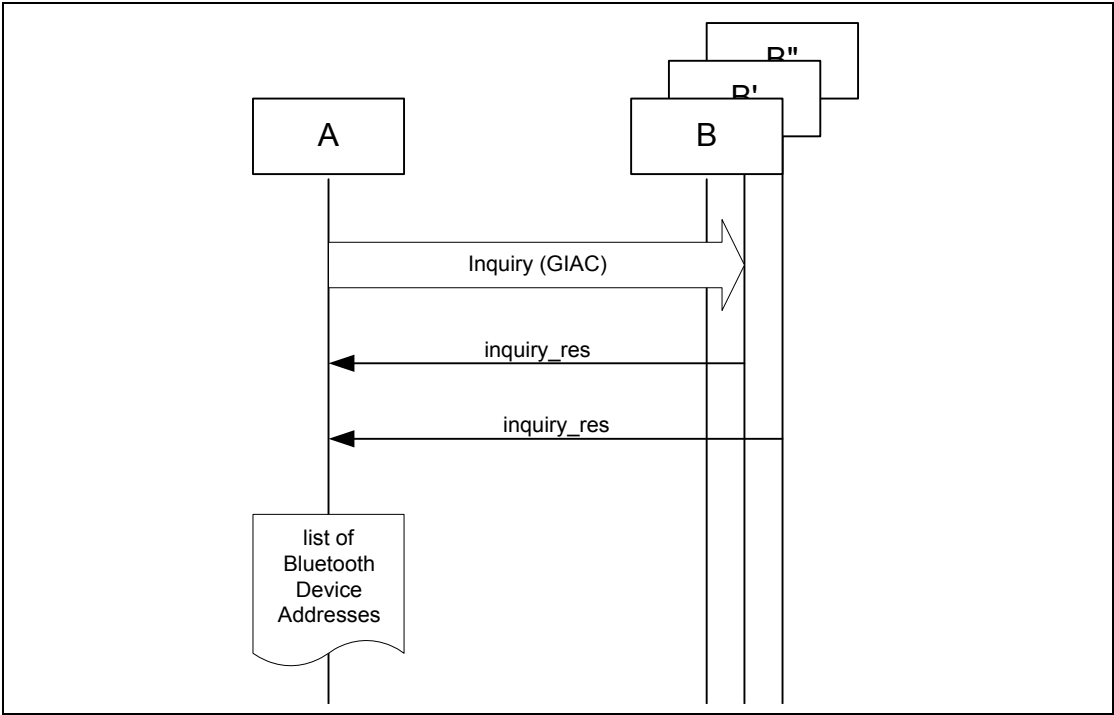 B"
B'
A
B
Inquiry (GIAC)
inquiry_res
inquiry_res
list of
Bluetooth
Device
Addresses